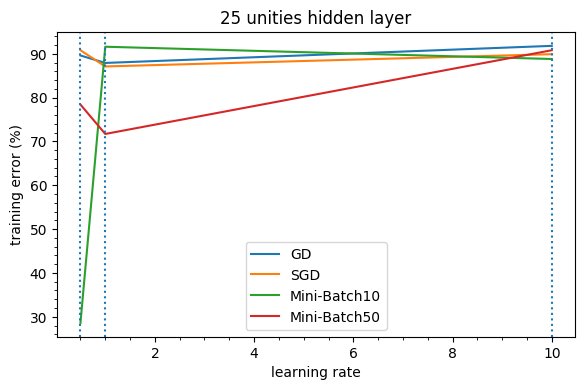 25 unities hidden layer
training error (%)
90
80
70
60
50
40
30
2
4
6
8
10
learning rate
GD
SGD
Mini-Batch10
Mini-Batch50